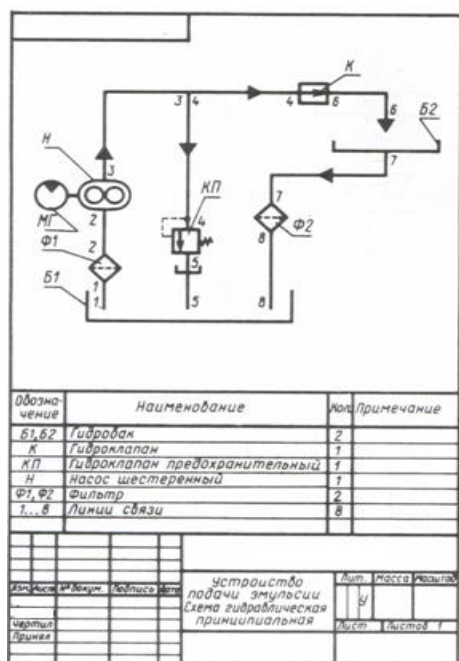 К
3 4 4 6
6 Б2
Н 3
7
МГ 2
КП
7
Ф1 2
4
8 Ф2
Б1 1
5
1 5 8
Обозна-чение Наименование Кол. Примечание
Б1,Б2 Гидробак 2
К Гидроклапан 1
КП Гидроклапан предохранительный 1
Н Насос шестеренный 1
Ф1,Ф2 Фильтр 2
1...8 Линии связи 8
Устройство
подачи эмульсии
Схема гидравлическая
принципиальная
Лит. Масса Масштаб
у
Изм. Лист № докум. Подпись Дата
Чертил
Принял
Лист Листов 1